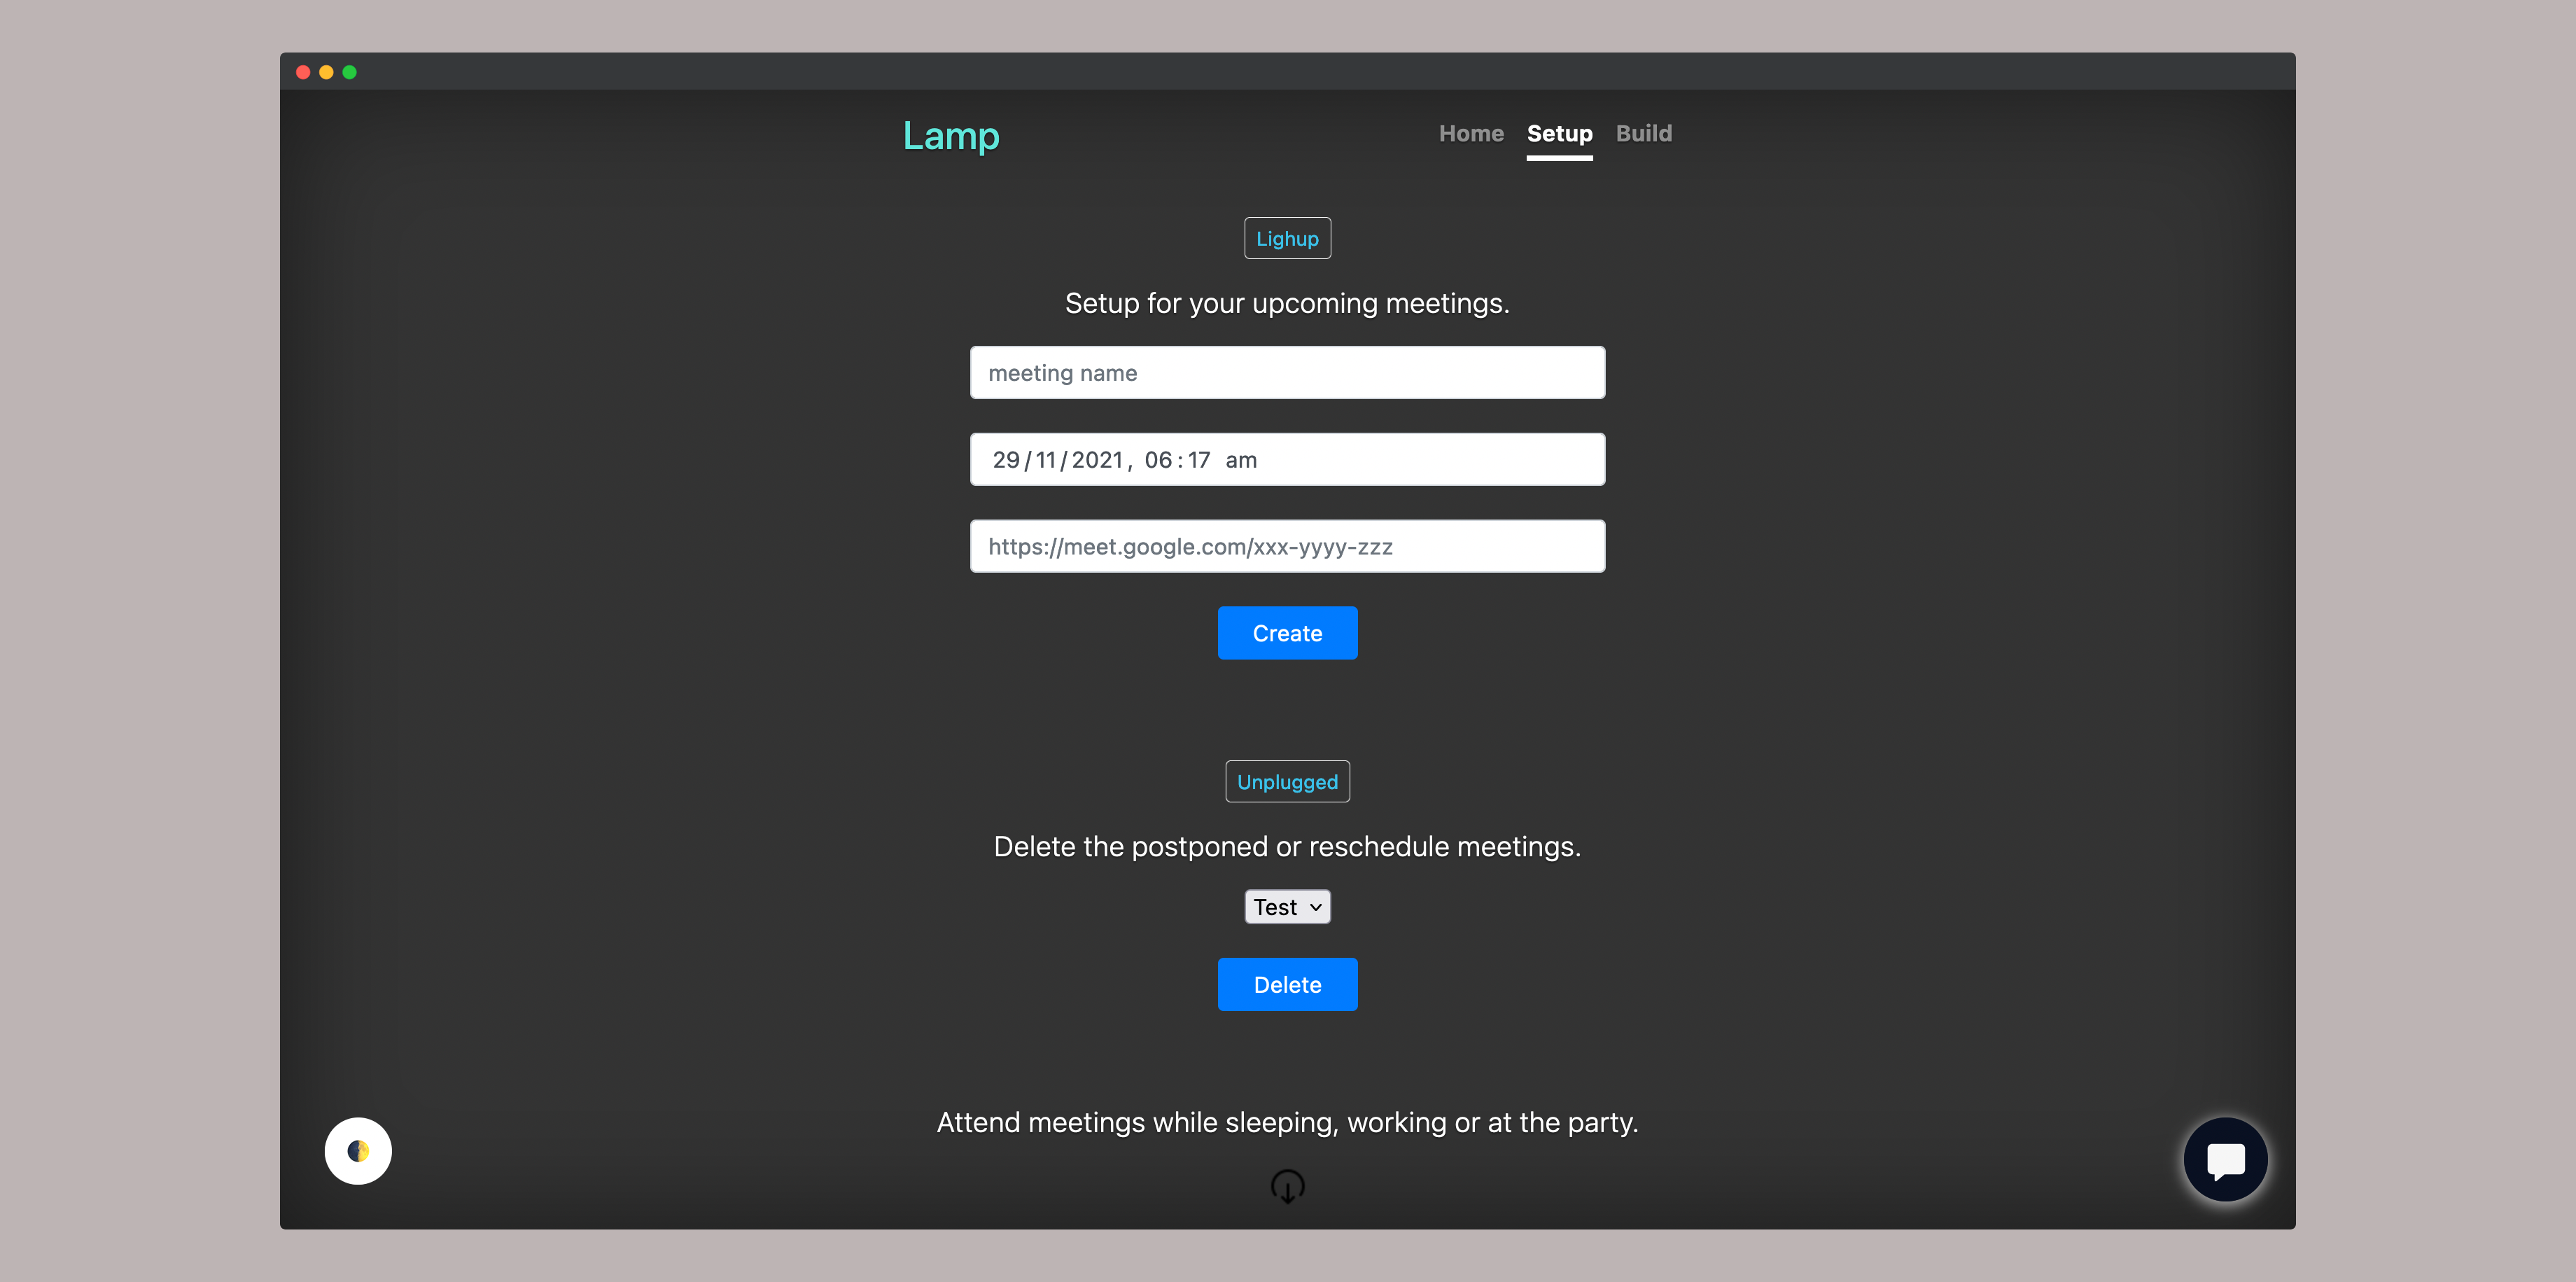 Lamp
Home Setup Build
Lighup
Setup for your upcoming meetings.
meeting name
29/11/2021, 06:17 am
https://meet.google.com/xxx-yyyy-zzz
Create
Unplugged
Delete the postponed or reschedule meetings.
Test
Delete
Attend meetings while sleeping, working or at the party.